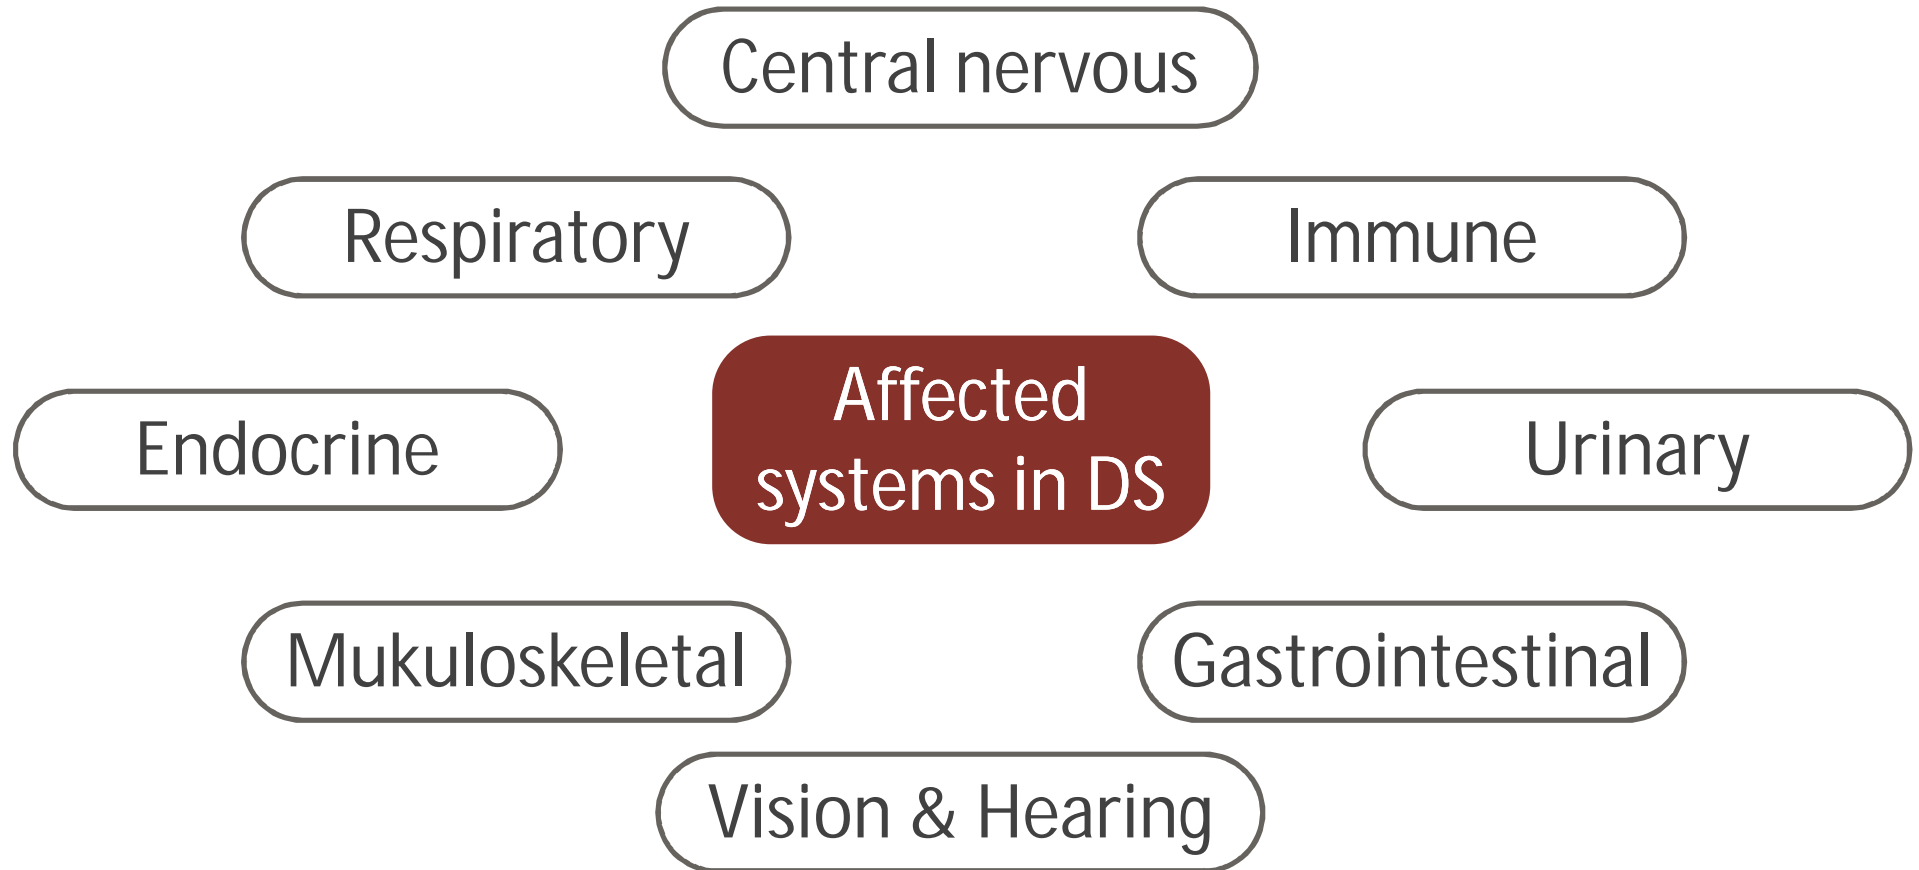 Central nervous
Respiratory
Immune
Affected
systems in DS
Endocrine
Urinary
Mukuloskeletal
Gastrointestinal
Vision & Hearing